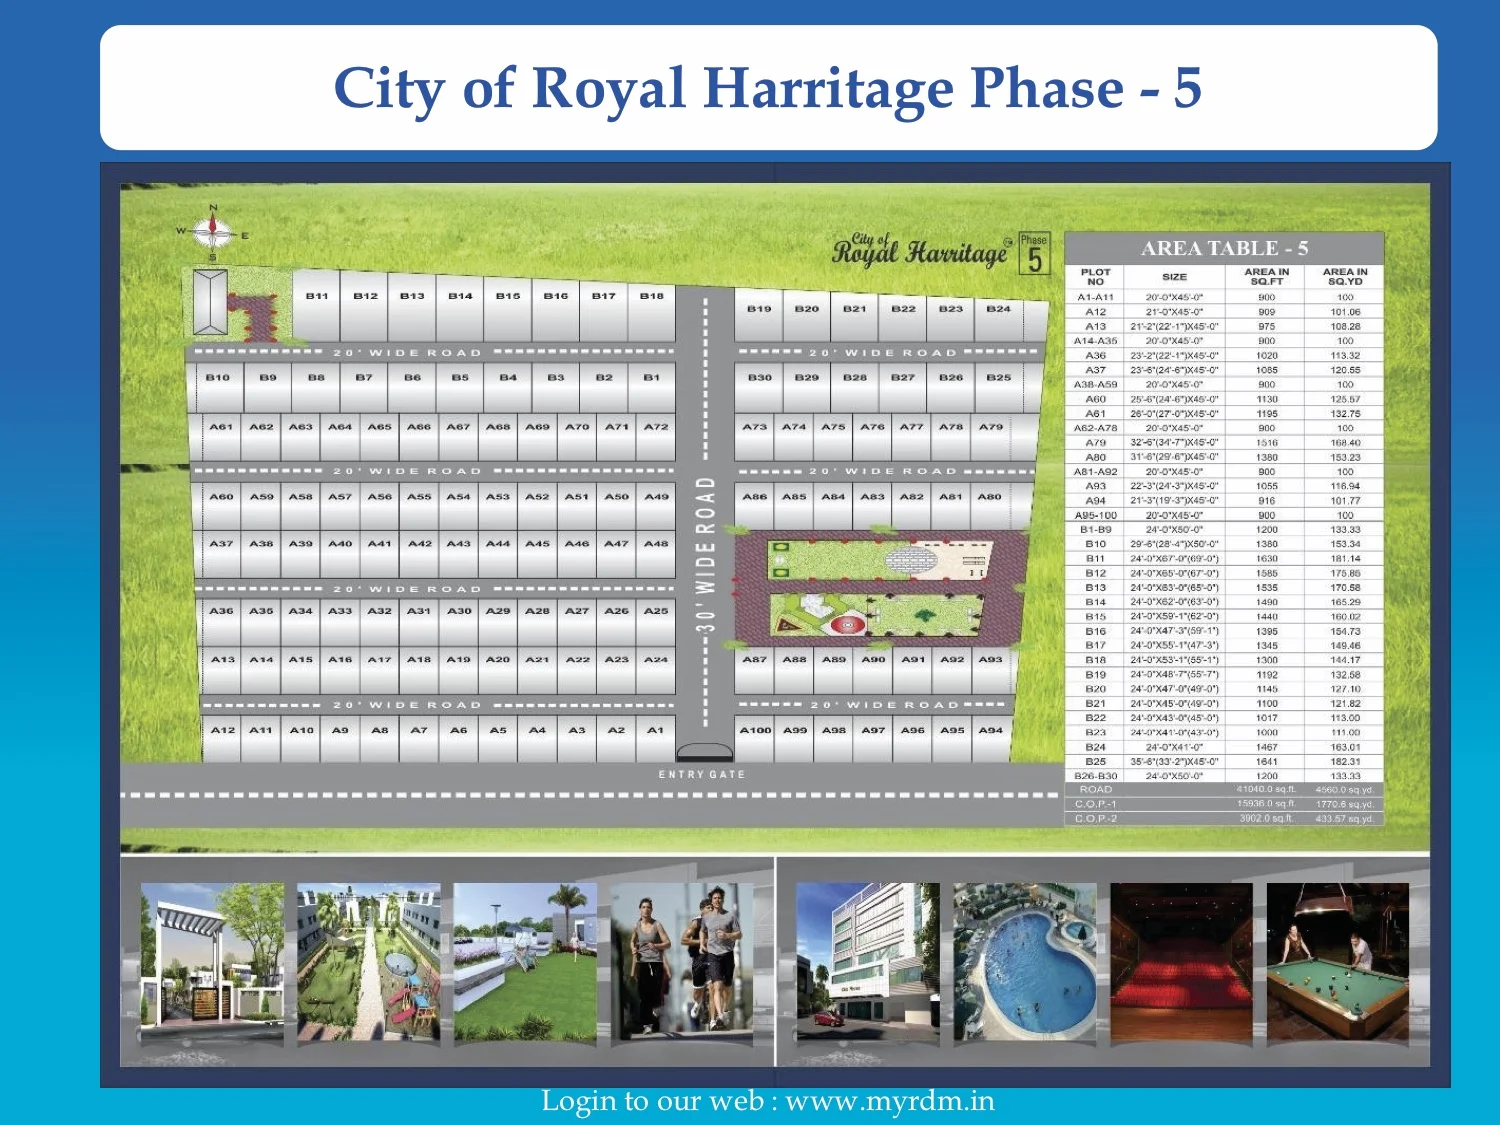 City of Royal Harritage Phase - 5
N
W E
S
City of
Royal Harritage
Phase
5
B11 B12 B13 B14 B15 B16 B17 B18
B19 B20 B21 B22 B23 B24
20' WIDE ROAD
20' WIDE ROAD
B10 B9 B8 B7 B6 B5 B4 B3 B2 B1
B30 B29 B28 B27 B26 B25
A61 A62 A63 A64 A65 A66 A67 A68 A69 A70 A71 A72
A73 A74 A75 A76 A77 A78 A79
20' WIDE ROAD
20' WIDE ROAD
A60 A59 A58 A57 A56 A55 A54 A53 A52 A51 A50 A49
A86 A85 A84 A83 A82 A81 A80
A37 A38 A39 A40 A41 A42 A43 A44 A45 A46 A47 A48
30' WIDE ROAD
20' WIDE ROAD
A36 A35 A34 A33 A32 A31 A30 A29 A28 A27 A26 A25
A13 A14 A15 A16 A17 A18 A19 A20 A21 A22 A23 A24
A87 A88 A89 A90 A91 A92 A93
20' WIDE ROAD
20' WIDE ROAD
A12 A11 A10 A9 A8 A7 A6 A5 A4 A3 A2 A1
A100 A99 A98 A97 A96 A95 A94
ENTRY GATE
AREA TABLE - 5
PLOT NO SIZE AREA IN SQ.FT AREA IN SQ.YD
A1-A11 20'-0"X45'-0" 900 100
A12 21'-0"X45'-0" 909 101.06
A13 21'-2"(22'-1")X45'-0" 975 108.28
A14-A35 20'-0"X45'-0" 900 100
A36 23'-2"(22'-1")X45'-0" 1020 113.32
A37 23'-6"(24'-6")X45'-0" 1085 120.55
A38-A59 20'-0"X45'-0" 900 100
A60 25'-6"(24'-6")X45'-0" 1130 125.57
A61 26'-0"(27'-0")X45'-0" 1195 132.75
A62-A78 20'-0"X45'-0" 900 100
A79 32'-6"(34'-7")X45'-0" 1516 168.40
A80 31'-6"(29'-6")X45'-0" 1380 153.23
A81-A92 20'-0"X45'-0" 900 100
A93 22'-3"(24'-3")X45'-0" 1055 116.94
A94 21'-3"(19'-3")X45'-0" 916 101.77
A95-100 20'-0"X45'-0" 900 100
B1-B9 24'-0"X50'-0" 1200 133.33
B10 29'-6"(28'-4")X50'-0" 1380 153.34
B11 24'-0"X67'-0"(69'-0") 1630 181.14
B12 24'-0"X65'-0"(67'-0") 1585 175.85
B13 24'-0"X63'-0"(65'-0") 1535 170.58
B14 24'-0"X62'-0"(63'-0") 1490 165.29
B15 24'-0"X59'-1"(62'-0") 1440 160.02
B16 24'-0"X47'-3"(59'-1") 1395 154.73
B17 24'-0"X55'-1"(47'-3") 1345 149.46
B18 24'-0"X53'-1"(55'-1") 1300 144.17
B19 24'-0"X48'-7"(55'-7") 1192 132.58
B20 24'-0"X47'-0"(49'-0") 1145 127.10
B21 24'-0"X45'-0"(49'-0") 1100 121.82
B22 24'-0"X43'-0"(45'-0") 1017 113.00
B23 24'-0"X41'-0"(43'-0") 1000 111.00
B24 24'-0"X41'-0" 1467 163.01
B25 35'-6"(33'-2")X45'-0" 1641 182.31
B26-B30 24'-0"X50'-0" 1200 133.33
ROAD 41040.0 sq.ft. 4560.0 sq.yd.
C.O.P.-1 15936.0 sq.ft. 1770.6 sq.yd.
C.O.P.-2 3902.0 sq.ft. 433.57 sq.yd.
Login to our web : www.myrdm.in